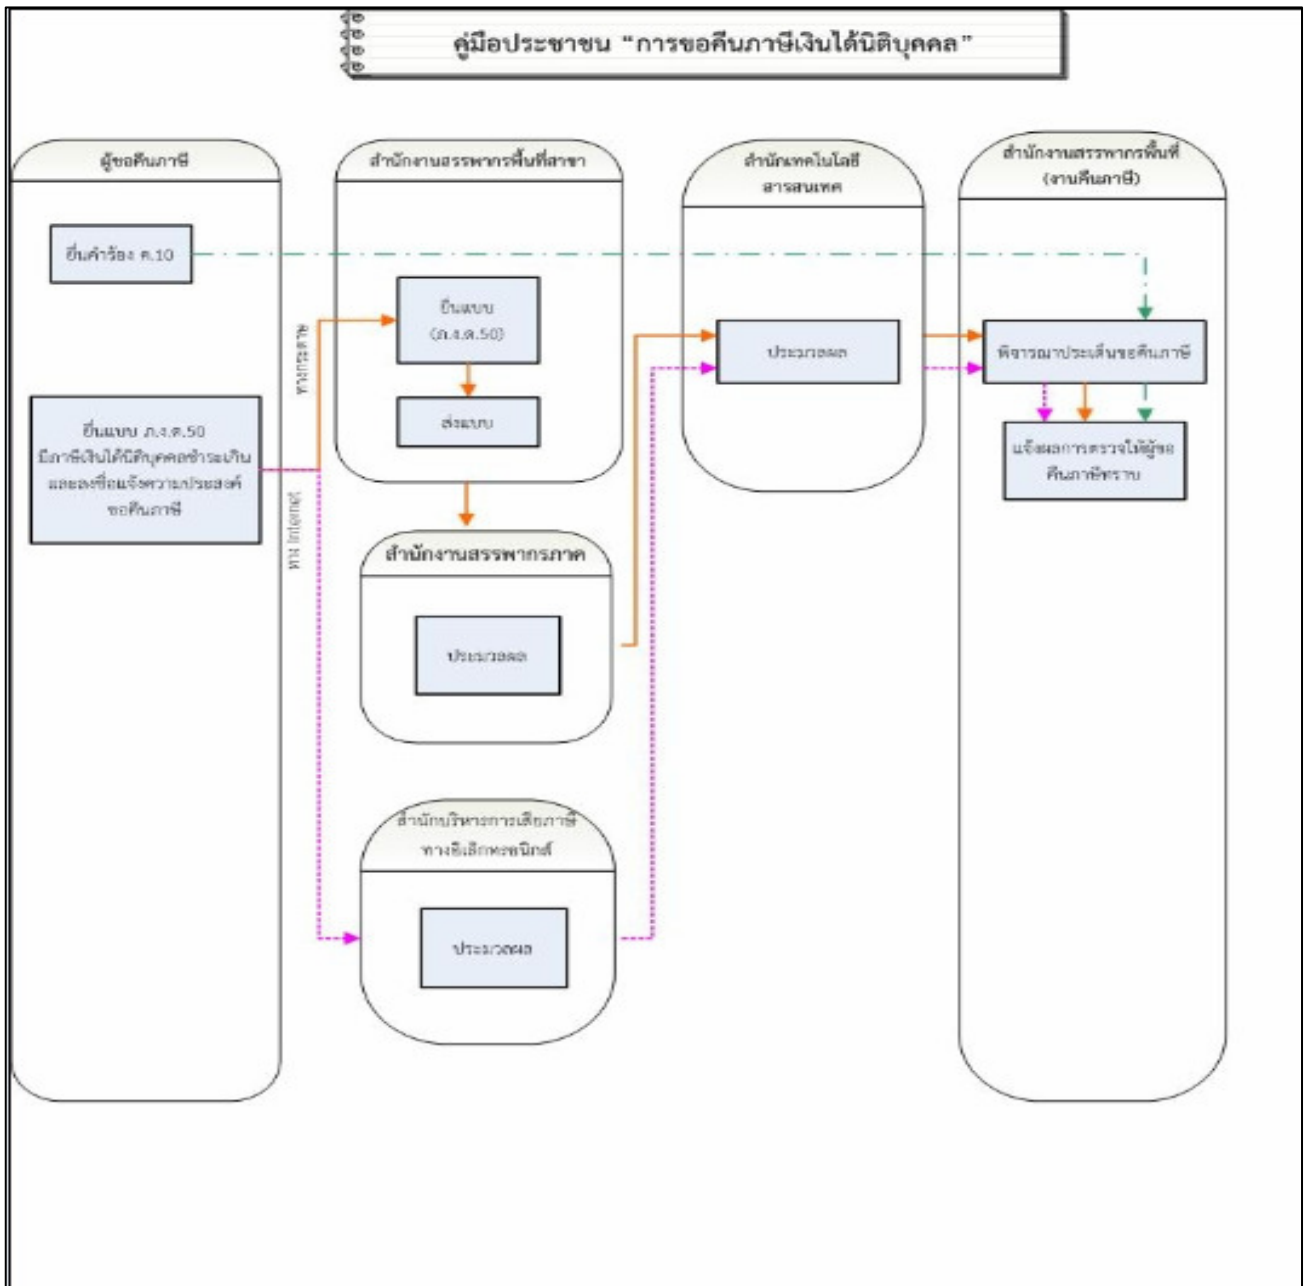 คู่มือประชาชน “การขอคืนภาษีเงินได้นิติบุคคล”
ผู้ขอคืนภาษี
ยื่นคำร้อง ค.10
ยื่นแบบ ภ.ง.ด.50
มีภาษีเงินได้นิติบุคคลชำระเกิน
และลงชื่อแจ้งความประสงค์
ขอคืนภาษี
ทางกระดาษ
ทาง Internet
สำนักงานสรรพากรพื้นที่สาขา
ยื่นแบบ
(ภ.ง.ด.50)
ส่งแบบ
สำนักงานสรรพากรภาค
ประมวลผล
สำนักบริหารการเสียภาษี
ทางอิเล็กทรอนิกส์
ประมวลผล
สำนักเทคโนโลยี
สารสนเทศ
ประมวลผล
สำนักงานสรรพากรพื้นที่
(งานคืนภาษี)
พิจารณาประเด็นขอคืนภาษี
แจ้งผลการตรวจให้ผู้ขอ
คืนภาษีทราบ